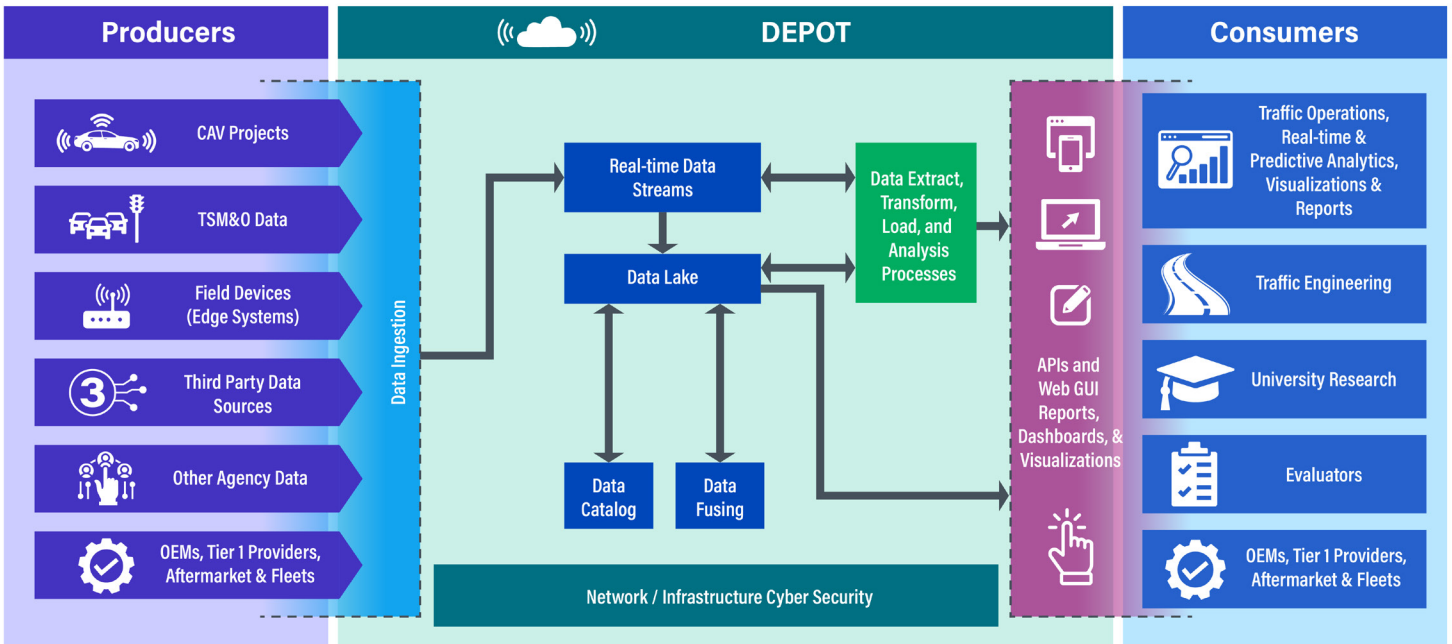 Producers
DEPOT
Consumers
CAV Projects
TSM&O Data
Field Devices
(Edge Systems)
3
Third Party Data
Sources
Other Agency Data
OEMs, Tier 1 Providers,
Aftermarket & Fleets
Data Ingestion
Real-time Data
Streams
Data Lake
Data
Catalog
Data
Fusing
Data Extract,
Transform,
Load, and
Analysis
Processes
Network / Infrastructure Cyber Security
APIs and
Web GUI
Reports,
Dashboards, &
Visualizations
Traffic Operations,
Real-time &
Predictive Analytics,
Visualizations &
Reports
Traffic Engineering
University Research
Evaluators
OEMs, Tier 1 Providers,
Aftermarket & Fleets